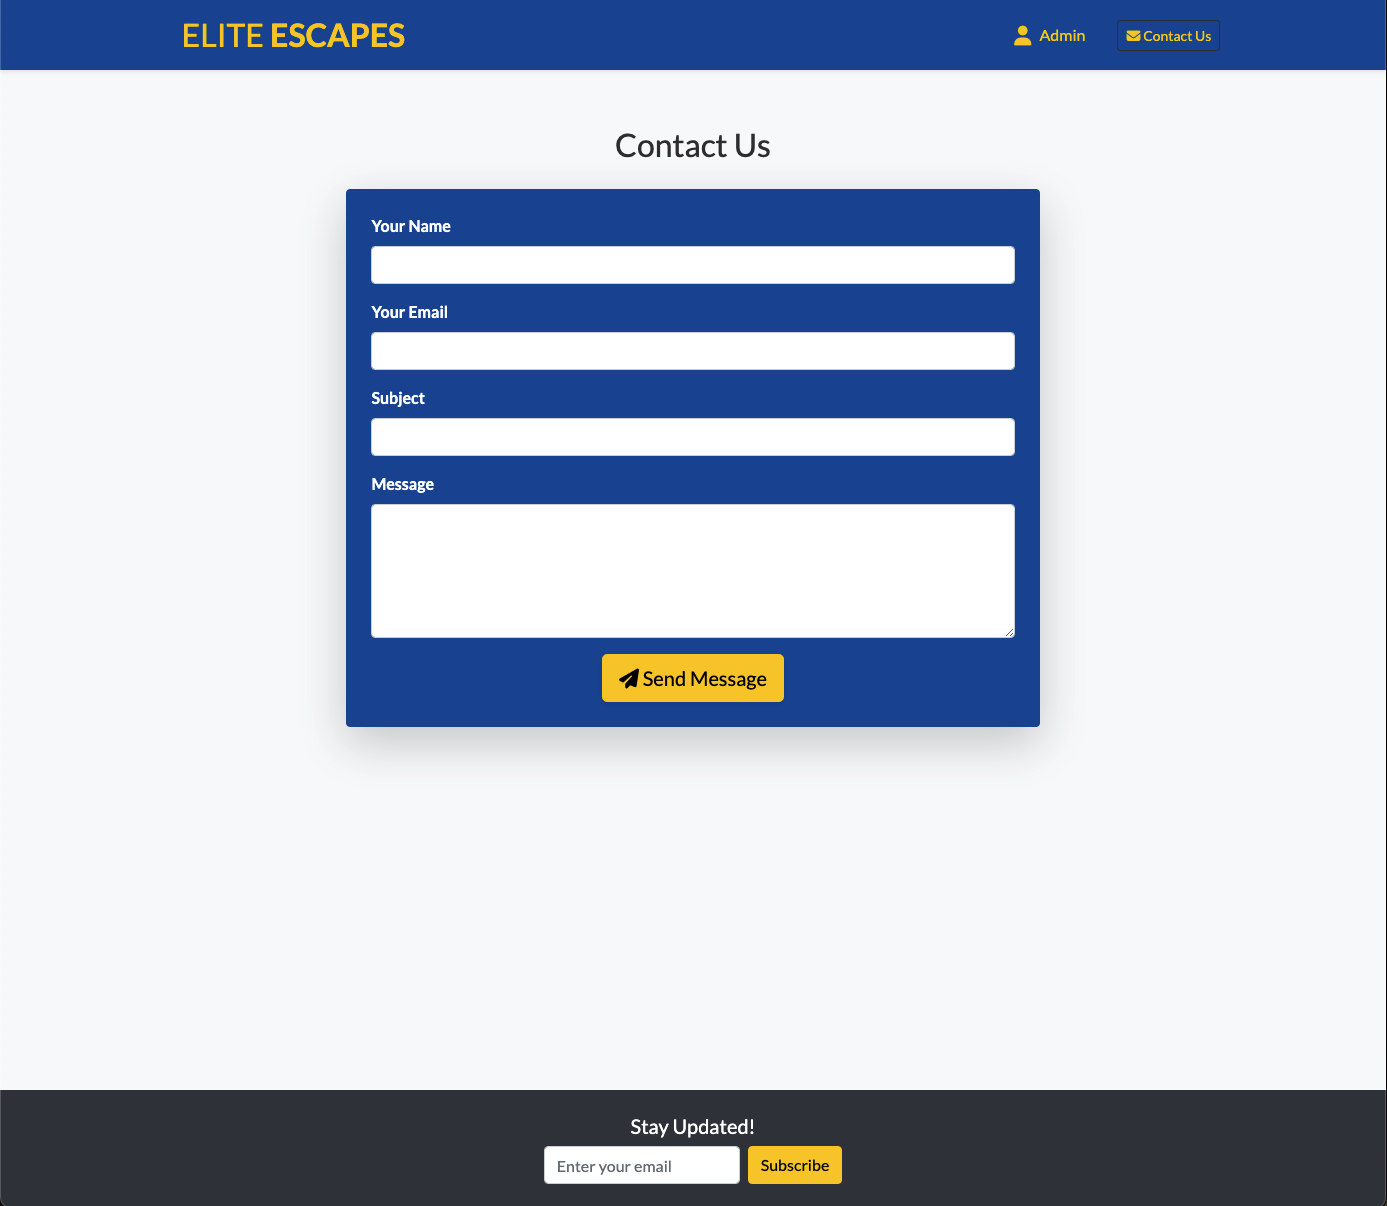 ELITE ESCAPES
Admin
Contact Us
Contact Us
Your Name
Your Email
Subject
Message
Send Message
Stay Updated!
Enter your email
Subscribe